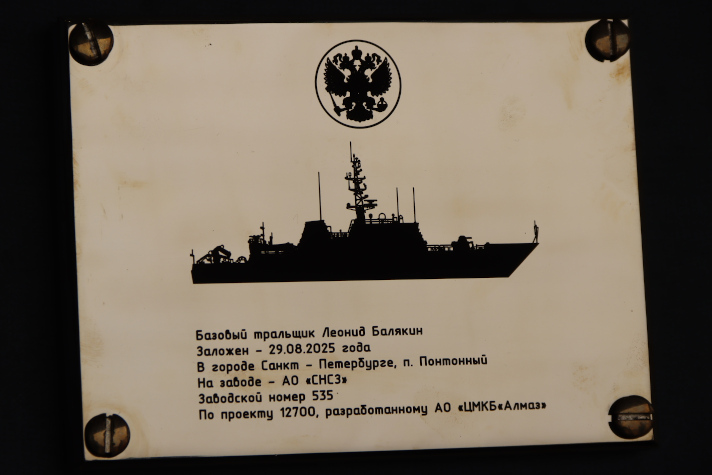 Базовый тральщик Леонид Балякин
Заложен - 29.08.2025 года
В городе Санкт - Петербурге, п. Понтонный
На заводе - АО «СНСЗ»
Заводской номер 535
По проекту 12700, разработанному АО «ЦМКБ«Алмаз»